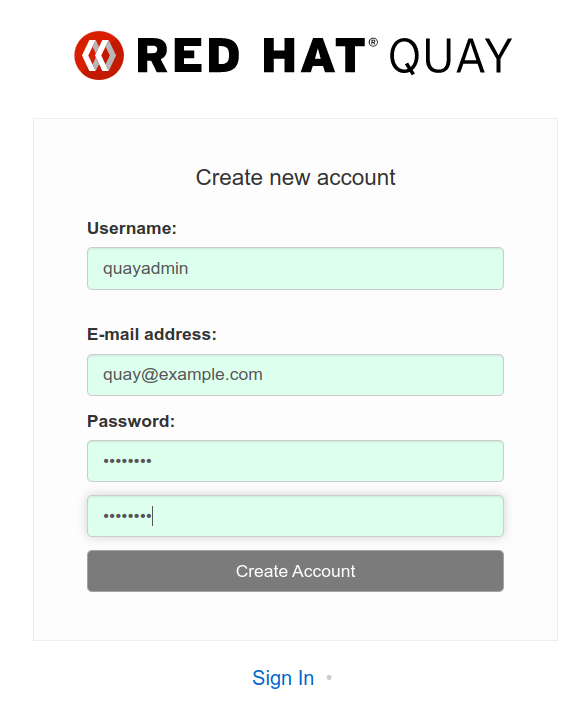 RED HAT® QUAY
Create new account
Username:
quayadmin
E-mail address:
quay@example.com
Password:
••••••••
••••••••
Create Account
Sign In •